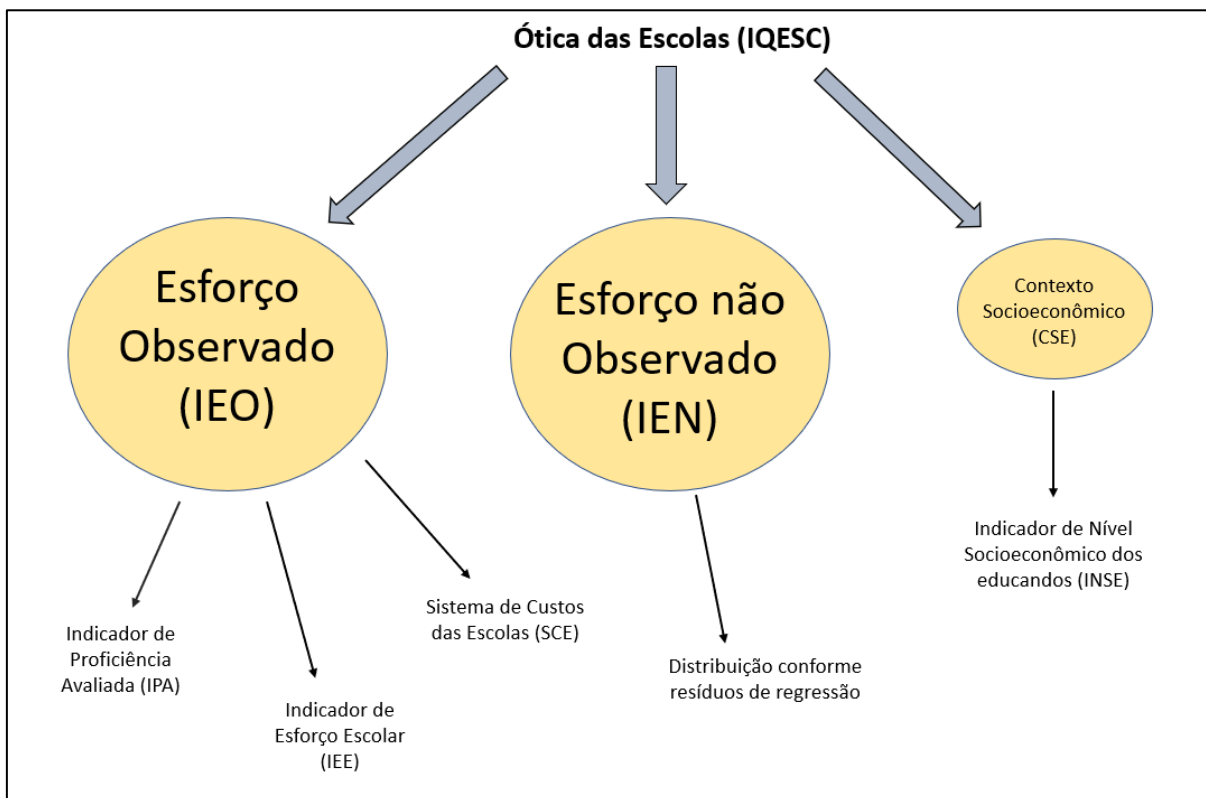 Ótica das Escolas (IQESC)
Esforço
Observado
(IEO)
Esforço não
Observado
(IEN)
Contexto
Socioeconômico
(CSE)
Indicador de
Proficiência
Avaliada (IPA)
Indicador de
Esforço Escolar
(IEE)
Sistema de Custos
das Escolas (SCE)
Distribuição conforme
resíduos de regressão
Indicador de Nível
Socioeconômico dos
educandos (INSE)